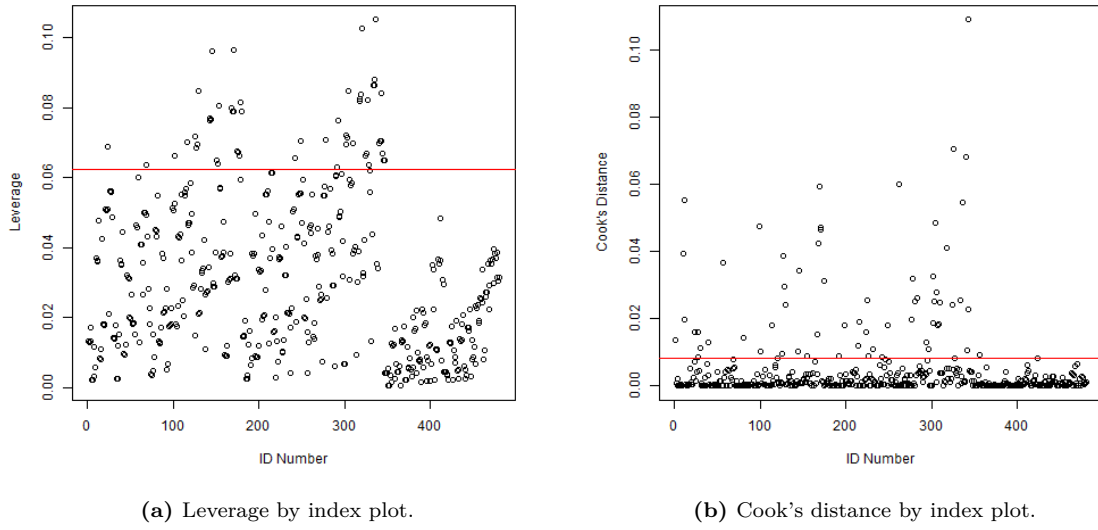 0.10
0.08
0.06
0.04
0.02
0.00
Leverage
0 100 200 300 400
ID Number
(a) Leverage by index plot.
0.10
0.08
0.06
0.04
0.02
0.00
Cook's Distance
0 100 200 300 400
ID Number
(b) Cook's distance by index plot.